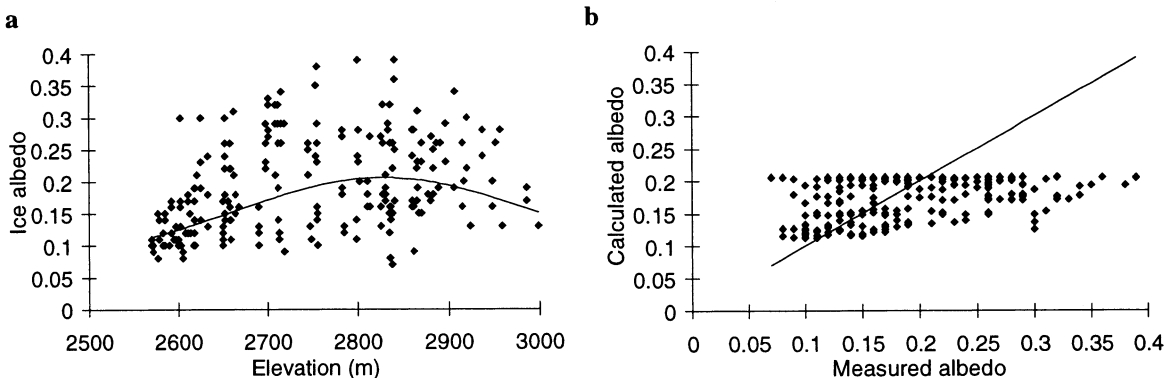 a
Ice albedo
0.4
0.35
0.3
0.25
0.2
0.15
0.1
0.05
0
2500 2600 2700 2800 2900 3000
Elevation (m)
b
Calculated albedo
0.4
0.35
0.3
0.25
0.2
0.15
0.1
0.05
0
0 0.05 0.1 0.15 0.2 0.25 0.3 0.35 0.4
Measured albedo